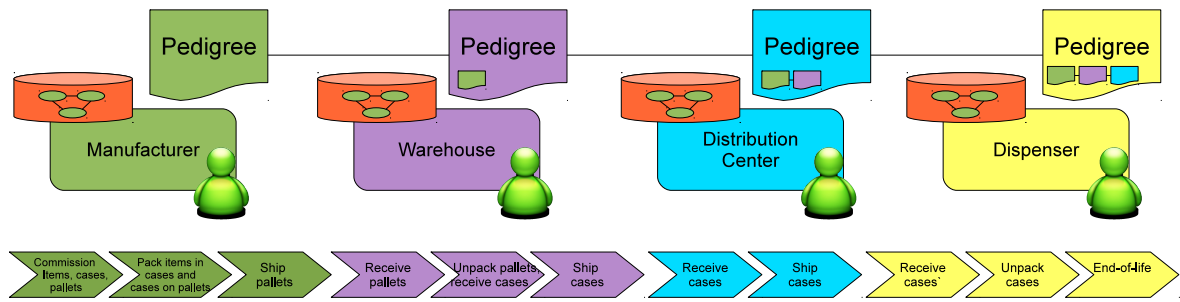 Pedigree
Pedigree
Pedigree
Pedigree
Manufacturer
Warehouse
Distribution
Center
Dispenser
Commission
Items, cases,
pallets
Pack items in
cases and
cases on pallets
Ship
pallets
Receive
pallets
Unpack pallets,
receive cases
Ship
cases
Receive
cases
Ship
cases
Receive
cases
Unpack
cases
End-of-life